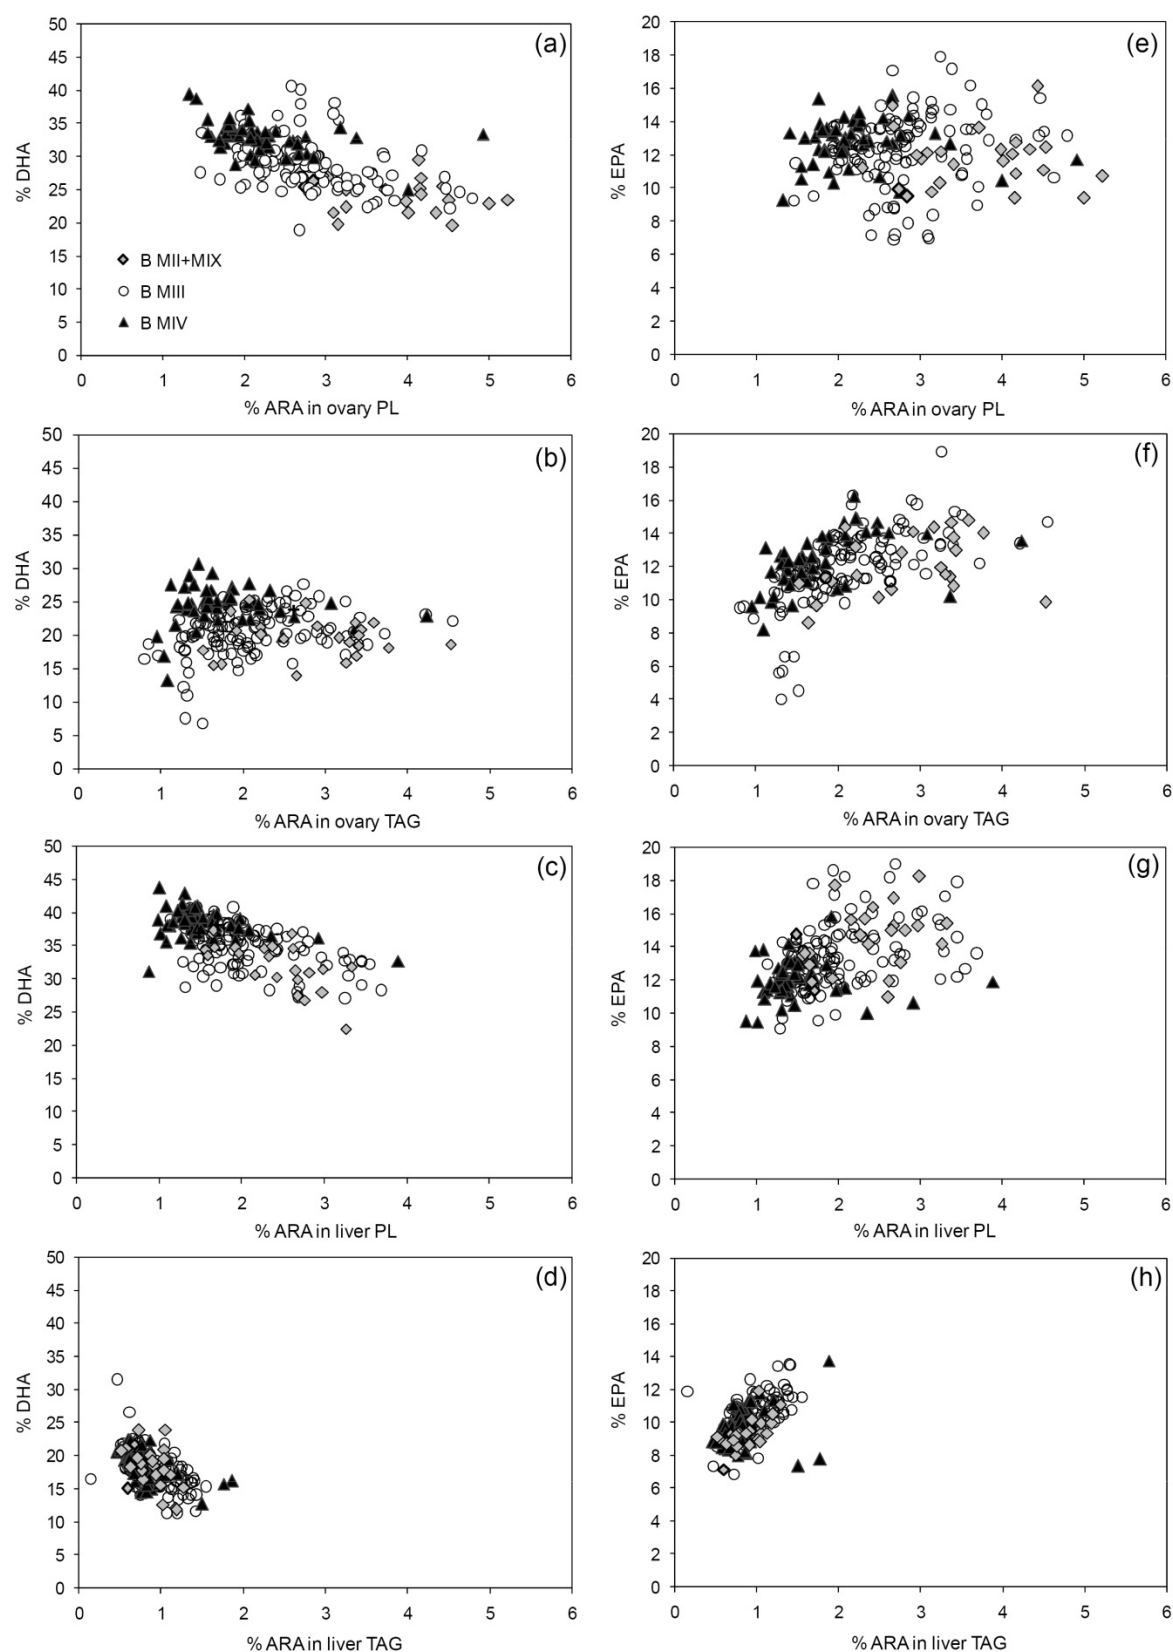 (a)
50
45
40
35
30
25
20
15
10
5
0
% DHA
B MII+MIX
B MIII
B MIV
0 1 2 3 4 5 6
% ARA in ovary PL
(e)
20
18
16
14
12
10
8
6
4
2
0
% EPA
0 1 2 3 4 5 6
% ARA in ovary PL
(b)
50
45
40
35
30
25
20
15
10
5
0
% DHA
0 1 2 3 4 5 6
% ARA in ovary TAG
(f)
20
18
16
14
12
10
8
6
4
2
0
% EPA
0 1 2 3 4 5 6
% ARA in ovary TAG
(c)
50
45
40
35
30
25
20
15
10
5
0
% DHA
0 1 2 3 4 5 6
% ARA in liver PL
(g)
20
18
16
14
12
10
8
6
4
2
0
% EPA
0 1 2 3 4 5 6
% ARA in liver PL
(d)
50
45
40
35
30
25
20
15
10
5
0
% DHA
0 1 2 3 4 5 6
% ARA in liver TAG
(h)
20
18
16
14
12
10
8
6
4
2
0
% EPA
0 1 2 3 4 5 6
% ARA in liver TAG